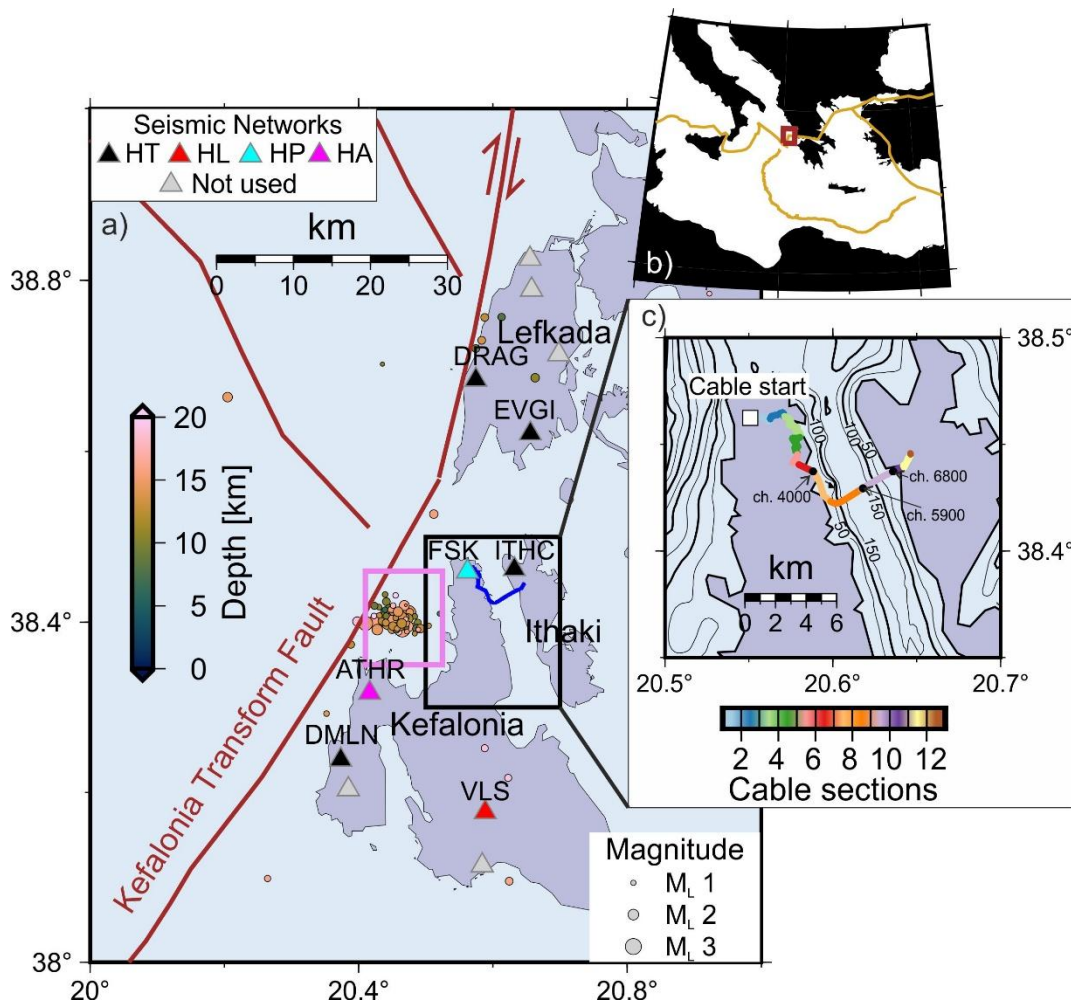 Seismic Networks
HT HL HP HA
Not used
a)
km
0 10 20 30
38.8°
38.4°
38°
20°
20.4°
20.8°
20
15
10
5
0
Depth [km]
Lefkada
DRAG
EVGI
FSK
ITHC
Ithaki
ATHR
Kefalonia
DMLN
VLS
Kefalonia Transform Fault
Magnitude
M_L 1
M_L 2
M_L 3
b)
c)
Cable start
100
100
50
150
50
150
ch. 4000
ch. 6800
ch. 5900
km
0 2 4 6
38.5°
38.4°
20.5°
20.6°
20.7°
2 4 6 8 10 12
Cable sections